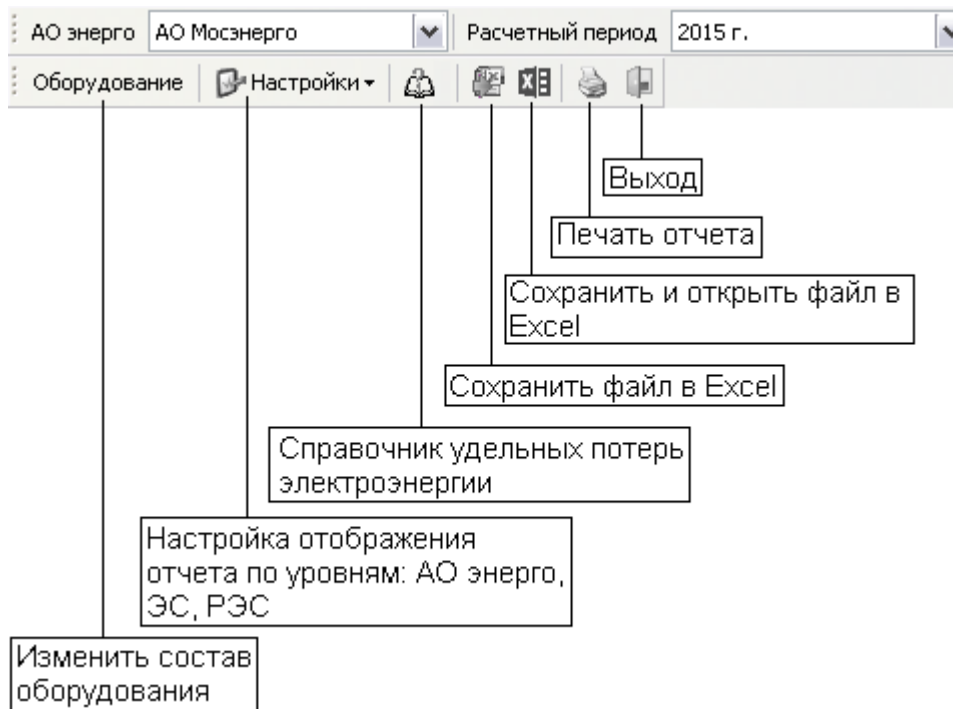 АО энерго АО Мосэнерго Расчетный период 2015 г.
Оборудование Настройки
Выход
Печать отчета
Сохранить и открыть файл в
Excel
Сохранить файл в Excel
Справочник удельных потерь
электроэнергии
Настройка отображения
отчета по уровням: АО энерго,
ЭС, РЭС
Изменить состав
оборудования